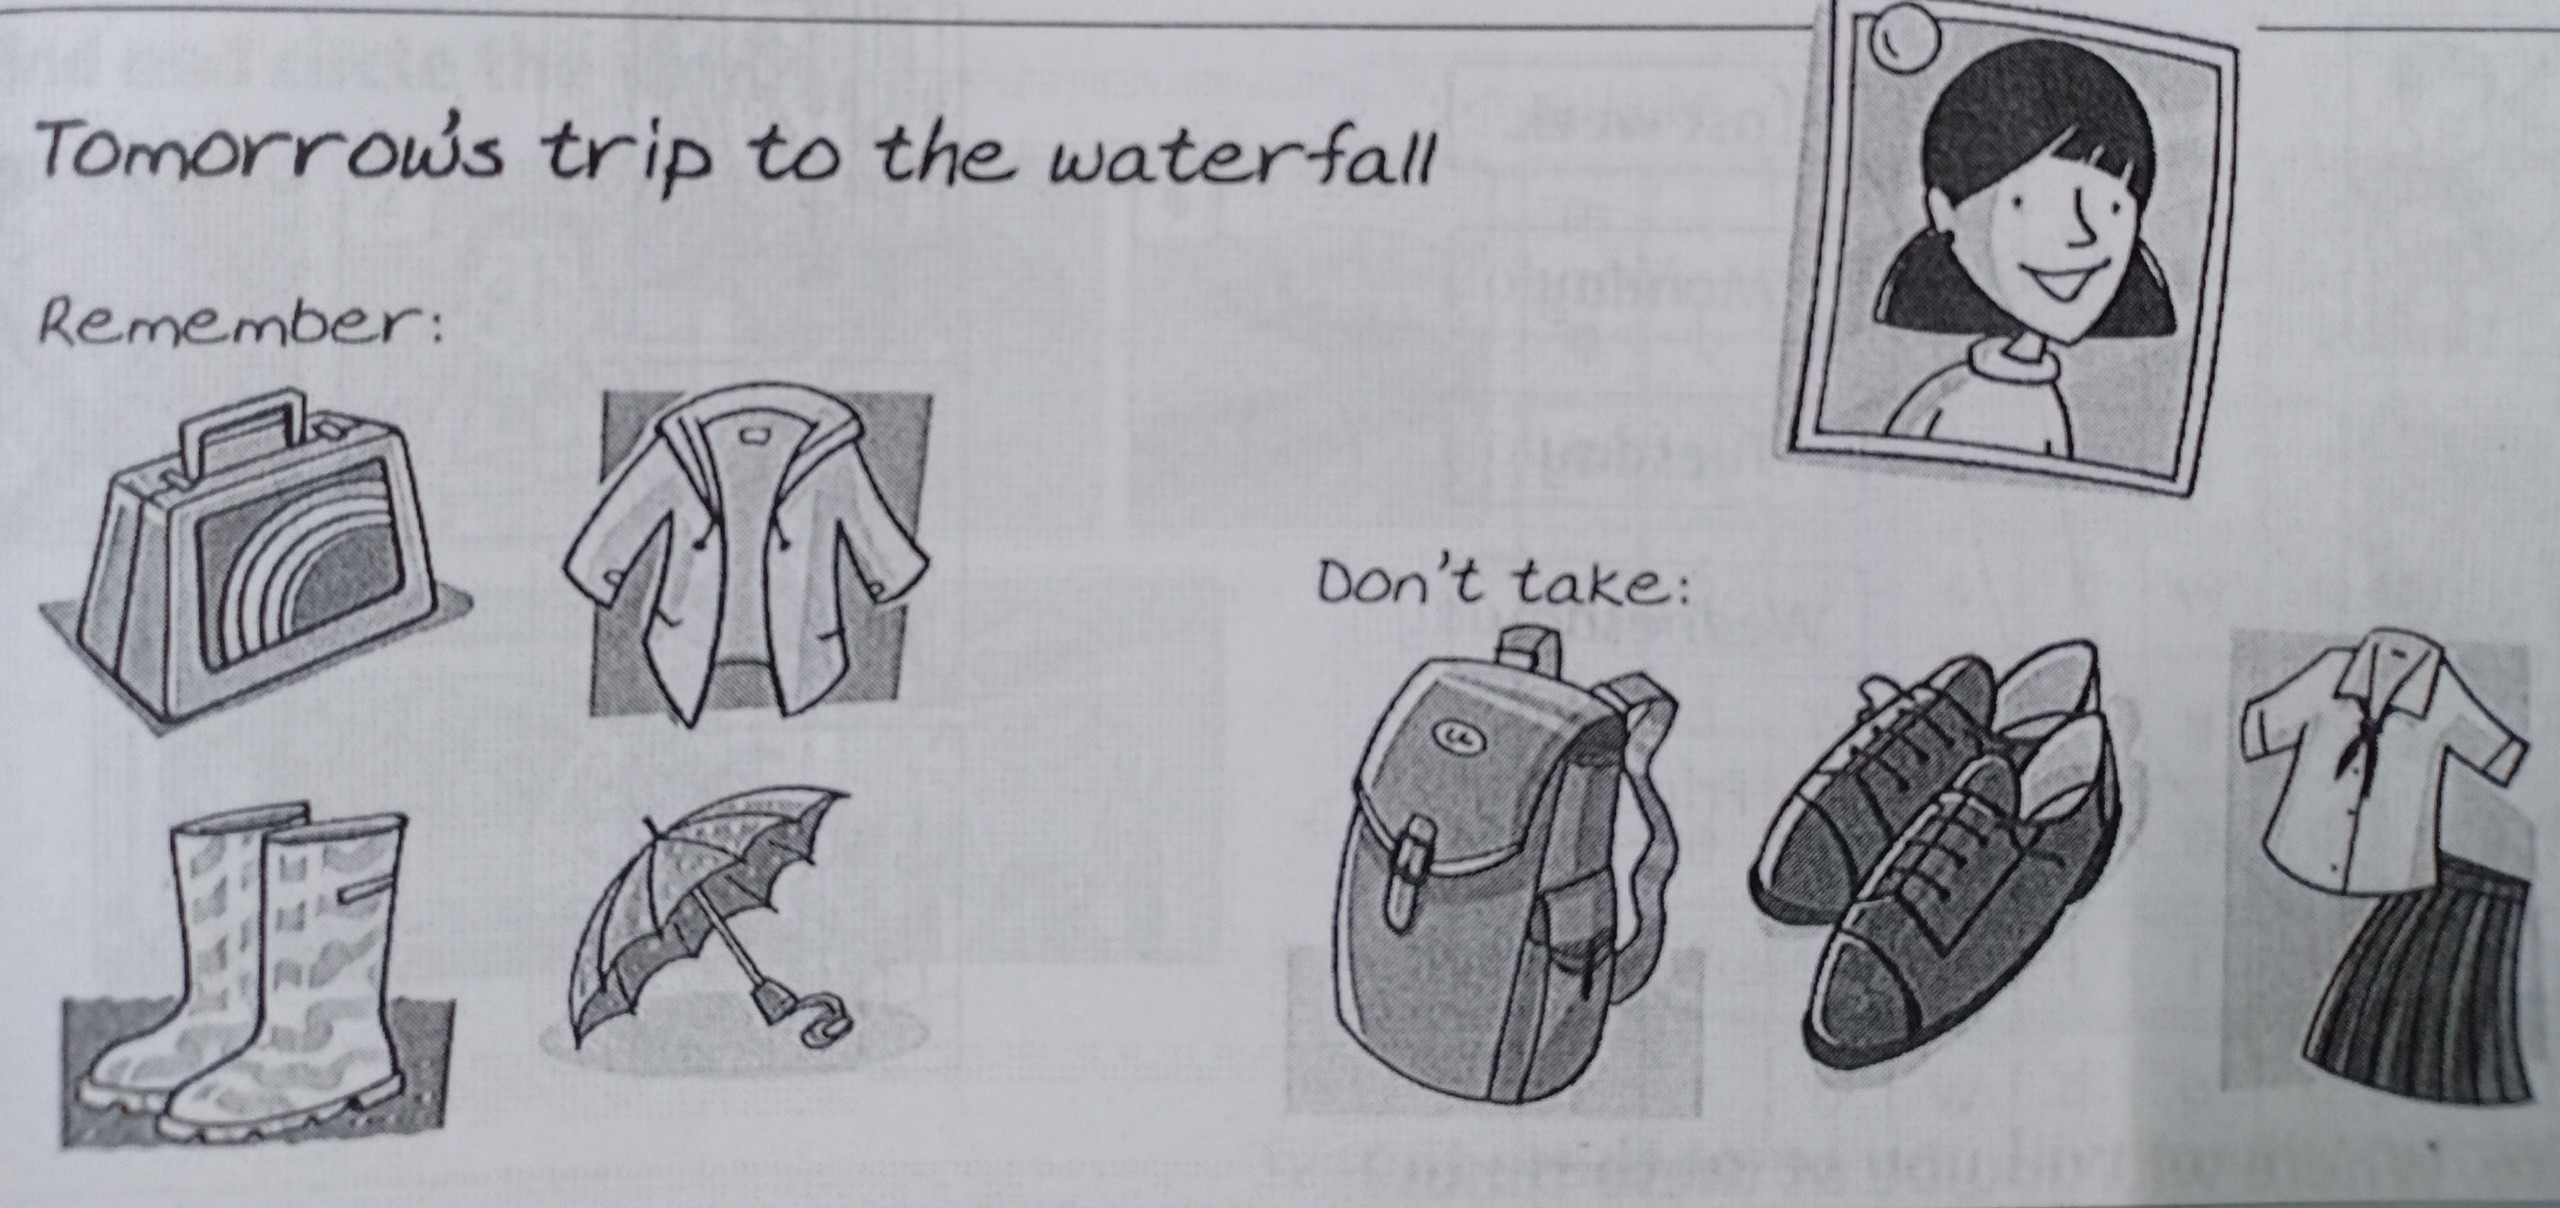 Tomorrow's trip to the waterfall
Remember:
Don't take: